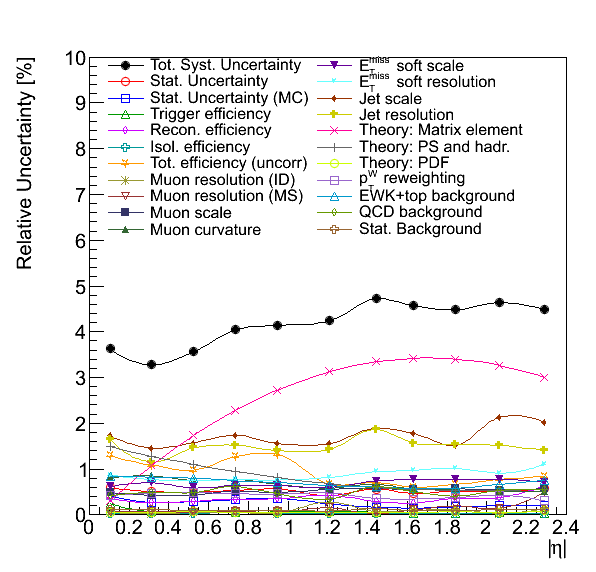 Relative Uncertainty [%]
10
9
8
7
6
5
4
3
2
1
0
Tot. Syst. Uncertainty
Stat. Uncertainty
Stat. Uncertainty (MC)
Trigger efficiency
Recon. efficiency
Isol. efficiency
Tot. efficiency (uncorr)
Muon resolution (ID)
Muon resolution (MS)
Muon scale
Muon curvature
E_T^miss soft scale
E_T^miss soft resolution
Jet scale
Jet resolution
Theory: Matrix element
Theory: PS and hadr.
Theory: PDF
p_T^W reweighting
EWK+top background
QCD background
Stat. Background
0 0.2 0.4 0.6 0.8 1 1.2 1.4 1.6 1.8 2 2.2 2.4
|η|